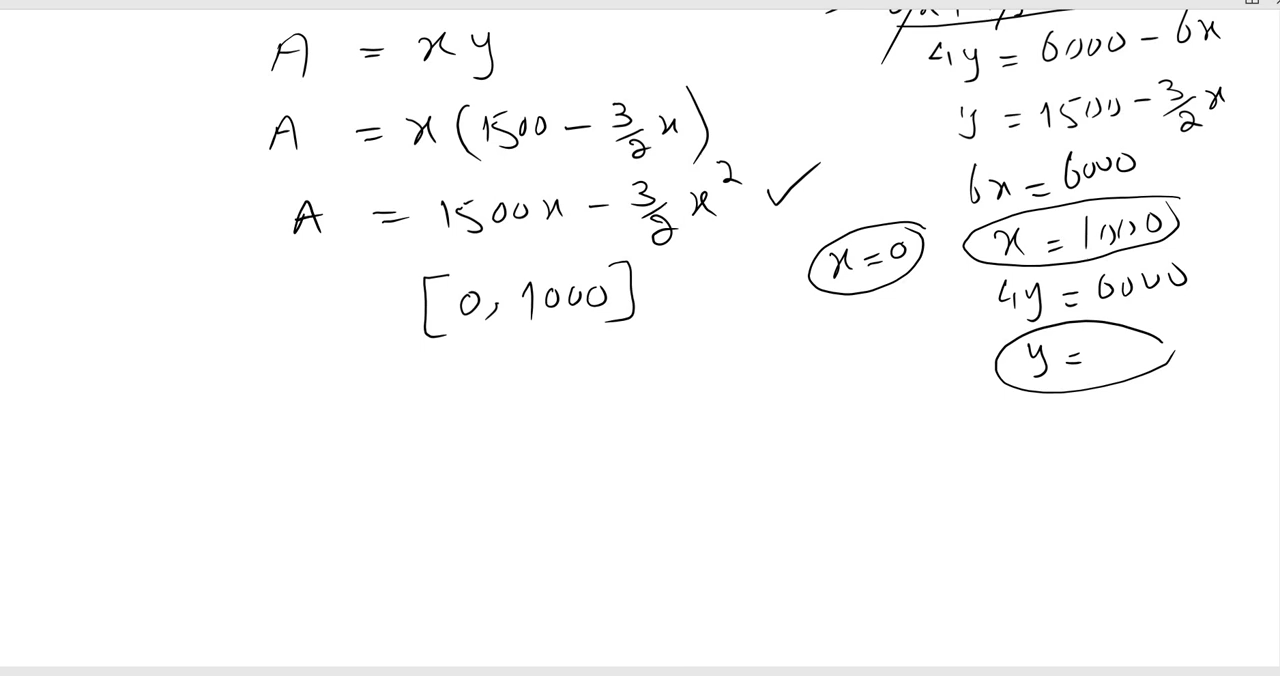 A = xy
A = x(1500 - 3/2 x)
A = 1500x - 3/2 x² ✓
[0, 1000]
4y = 6000 - 6x
y = 1500 - 3/2 x
6x = 6000
x = 0
x = 1000
4y = 6000
y =